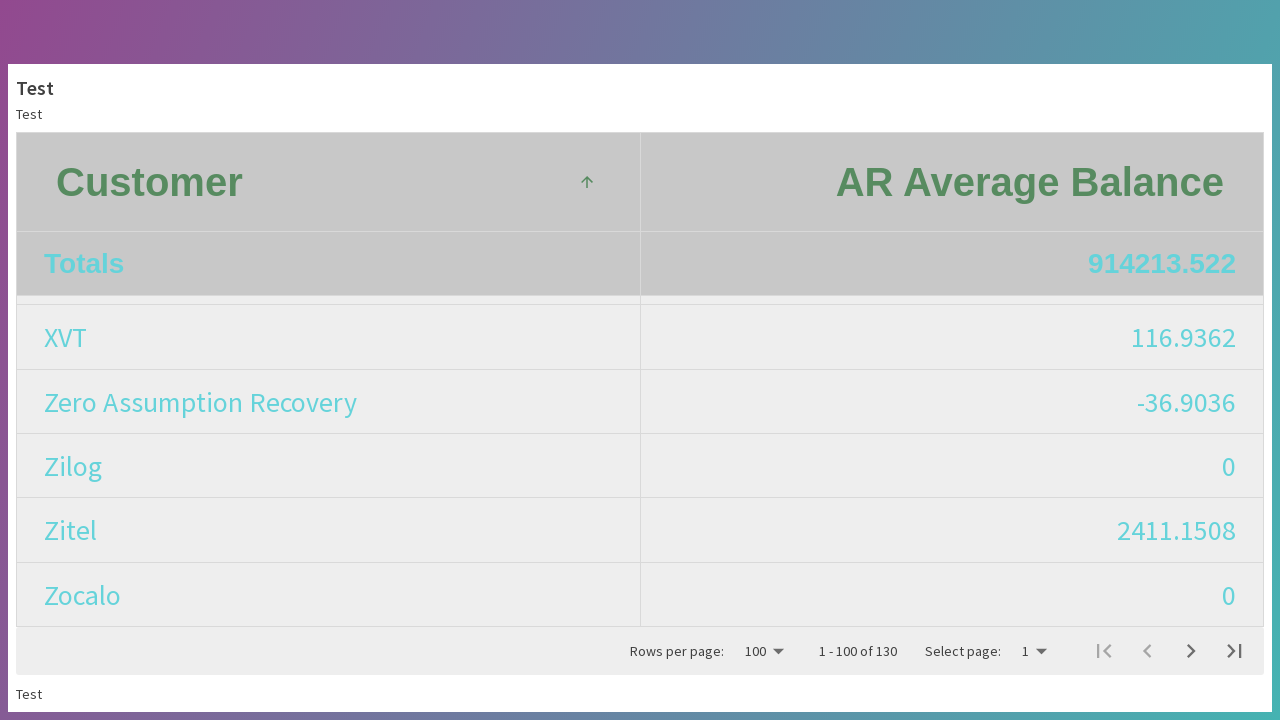 Test
Test
Customer AR Average Balance
Totals 914213.522
XVT 116.9362
Zero Assumption Recovery -36.9036
Zilog 0
Zitel 2411.1508
Zocalo 0
Rows per page: 100 1 - 100 of 130 Select page: 1
Test